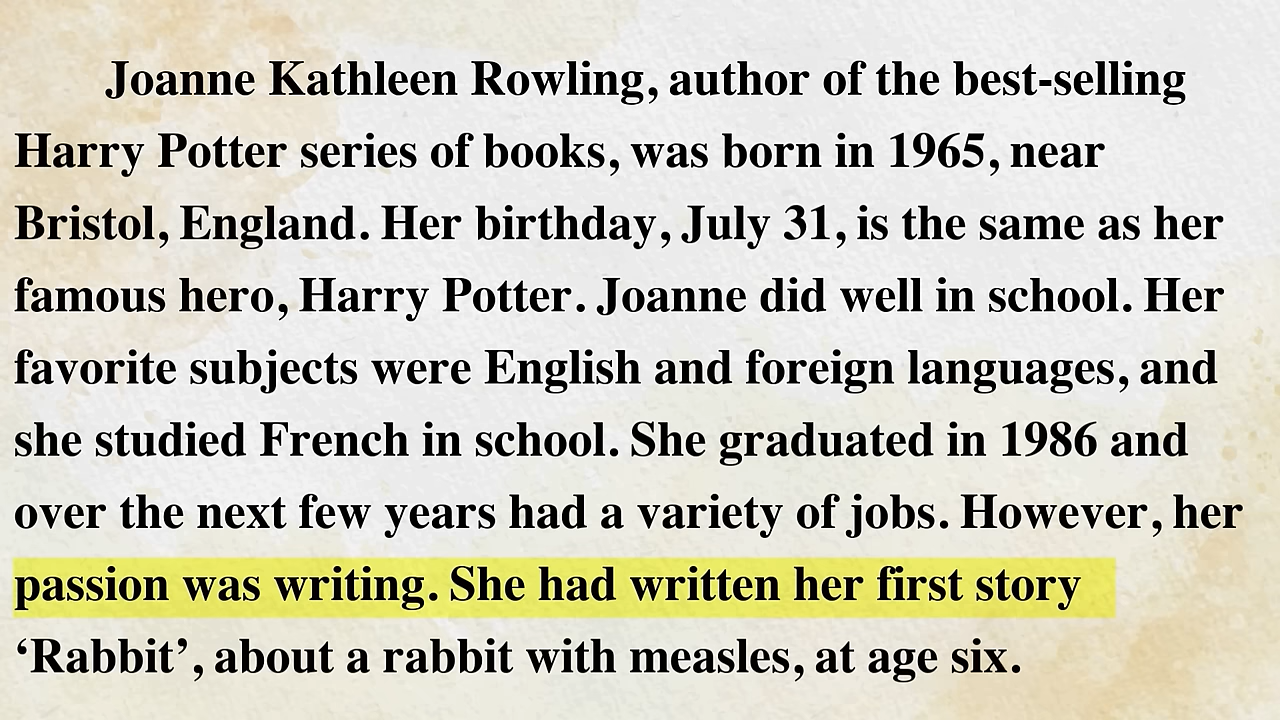 Joanne Kathleen Rowling, author of the best-selling
Harry Potter series of books, was born in 1965, near
Bristol, England. Her birthday, July 31, is the same as her
famous hero, Harry Potter. Joanne did well in school. Her
favorite subjects were English and foreign languages, and
she studied French in school. She graduated in 1986 and
over the next few years had a variety of jobs. However, her
passion was writing. She had written her first story
‘Rabbit’, about a rabbit with measles, at age six.